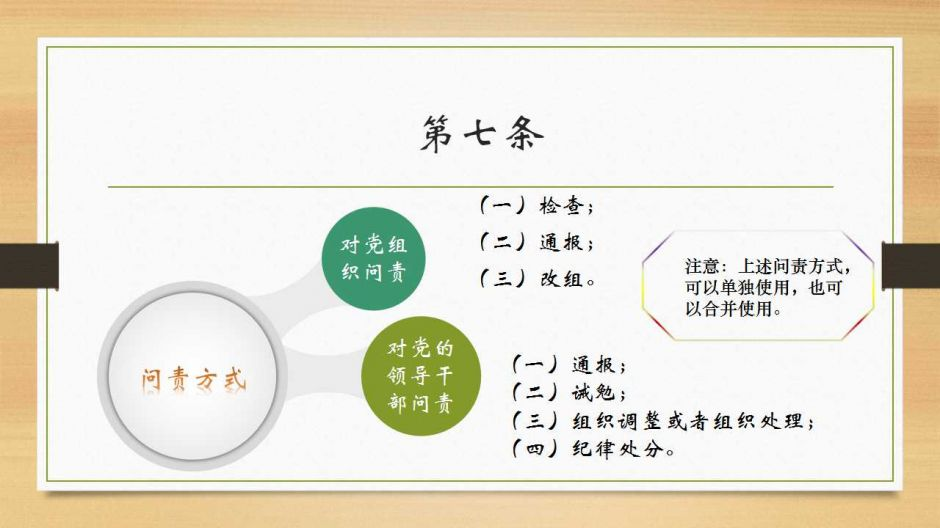 第七条
问责方式
对党组
织问责
（一）检查；
（二）通报；
（三）改组。
注意：上述问责方式，
可以单独使用，也可
以合并使用。
对党的
领导干
部问责
（一）通报；
（二）诫勉；
（三）组织调整或者组织处理；
（四）纪律处分。